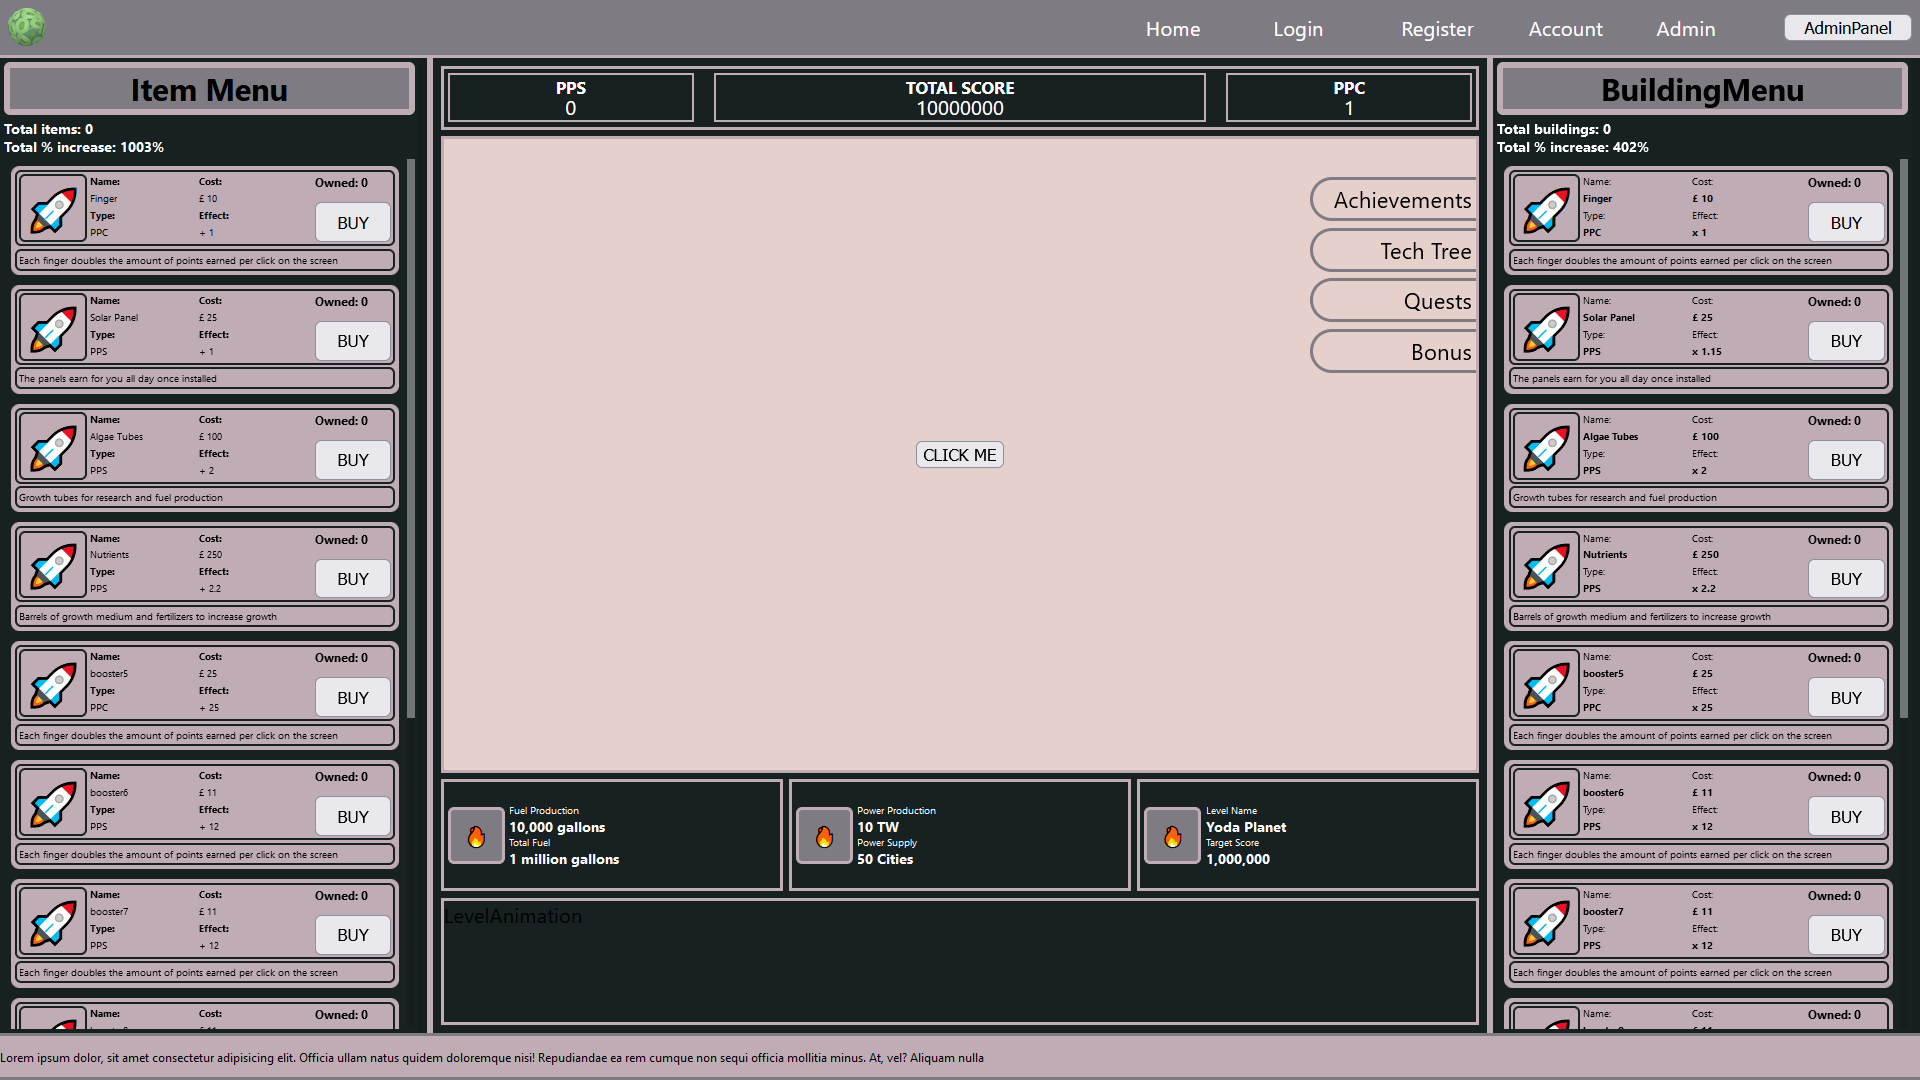 Home Login Register Account Admin AdminPanel
Item Menu
Total items: 0
Total % increase: 1003%
Name: Cost: Owned: 0
Finger £ 10
Type: Effect: BUY
PPC + 1
Each finger doubles the amount of points earned per click on the screen
Name: Cost: Owned: 0
Solar Panel £ 25
Type: Effect: BUY
PPS + 1
The panels earn for you all day once installed
Name: Cost: Owned: 0
Algae Tubes £ 100
Type: Effect: BUY
PPS + 2
Growth tubes for research and fuel production
Name: Cost: Owned: 0
Nutrients £ 250
Type: Effect: BUY
PPS + 2.2
Barrels of growth medium and fertilizers to increase growth
Name: Cost: Owned: 0
booster5 £ 25
Type: Effect: BUY
PPC + 25
Each finger doubles the amount of points earned per click on the screen
Name: Cost: Owned: 0
booster6 £ 11
Type: Effect: BUY
PPS + 12
Each finger doubles the amount of points earned per click on the screen
Name: Cost: Owned: 0
booster7 £ 11
Type: Effect: BUY
PPS + 12
Each finger doubles the amount of points earned per click on the screen
Name: Cost: Owned: 0
PPS TOTAL SCORE PPC
0 10000000 1
Achievements
Tech Tree
Quests
Bonus
CLICK ME
Fuel Production
10,000 gallons
Total Fuel
1 million gallons
Power Production
10 TW
Power Supply
50 Cities
Level Name
Yoda Planet
Target Score
1,000,000
LevelAnimation
BuildingMenu
Total buildings: 0
Total % increase: 402%
Name: Cost: Owned: 0
Finger £ 10
Type: Effect: BUY
PPC x 1
Each finger doubles the amount of points earned per click on the screen
Name: Cost: Owned: 0
Solar Panel £ 25
Type: Effect: BUY
PPS x 1.15
The panels earn for you all day once installed
Name: Cost: Owned: 0
Algae Tubes £ 100
Type: Effect: BUY
PPS x 2
Growth tubes for research and fuel production
Name: Cost: Owned: 0
Nutrients £ 250
Type: Effect: BUY
PPS x 2.2
Barrels of growth medium and fertilizers to increase growth
Name: Cost: Owned: 0
booster5 £ 25
Type: Effect: BUY
PPC x 25
Each finger doubles the amount of points earned per click on the screen
Name: Cost: Owned: 0
booster6 £ 11
Type: Effect: BUY
PPS x 12
Each finger doubles the amount of points earned per click on the screen
Name: Cost: Owned: 0
booster7 £ 11
Type: Effect: BUY
PPS x 12
Each finger doubles the amount of points earned per click on the screen
Name: Cost: Owned: 0
Lorem ipsum dolor, sit amet consectetur adipisicing elit. Officia ullam natus quidem doloremque nisi! Repudiandae ea rem cumque non sequi officia mollitia minus. At, vel? Aliquam nulla